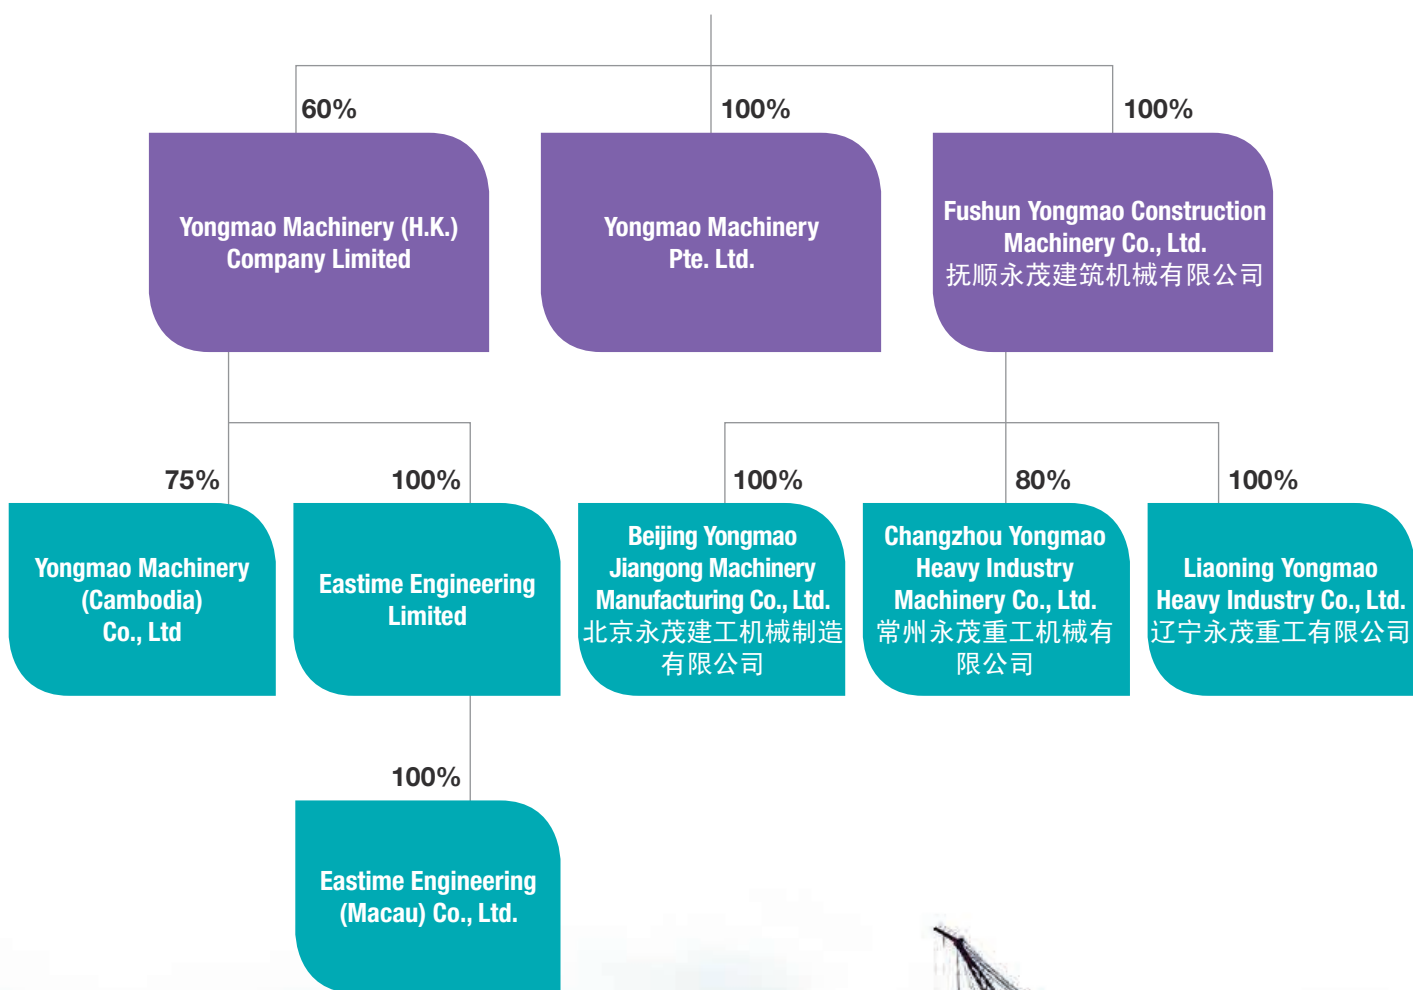 60%
100%
100%
Yongmao Machinery (H.K.)
Company Limited
Yongmao Machinery
Pte. Ltd.
Fushun Yongmao Construction
Machinery Co., Ltd.
抚顺永茂建筑机械有限公司
75%
100%
100%
80%
100%
Yongmao Machinery
(Cambodia)
Co., Ltd
Eastime Engineering
Limited
Beijing Yongmao
Jiangong Machinery
Manufacturing Co., Ltd.
北京永茂建工机械制造
有限公司
Changzhou Yongmao
Heavy Industry
Machinery Co., Ltd.
常州永茂重工机械有
限公司
Liaoning Yongmao
Heavy Industry Co., Ltd.
辽宁永茂重工有限公司
100%
Eastime Engineering
(Macau) Co., Ltd.